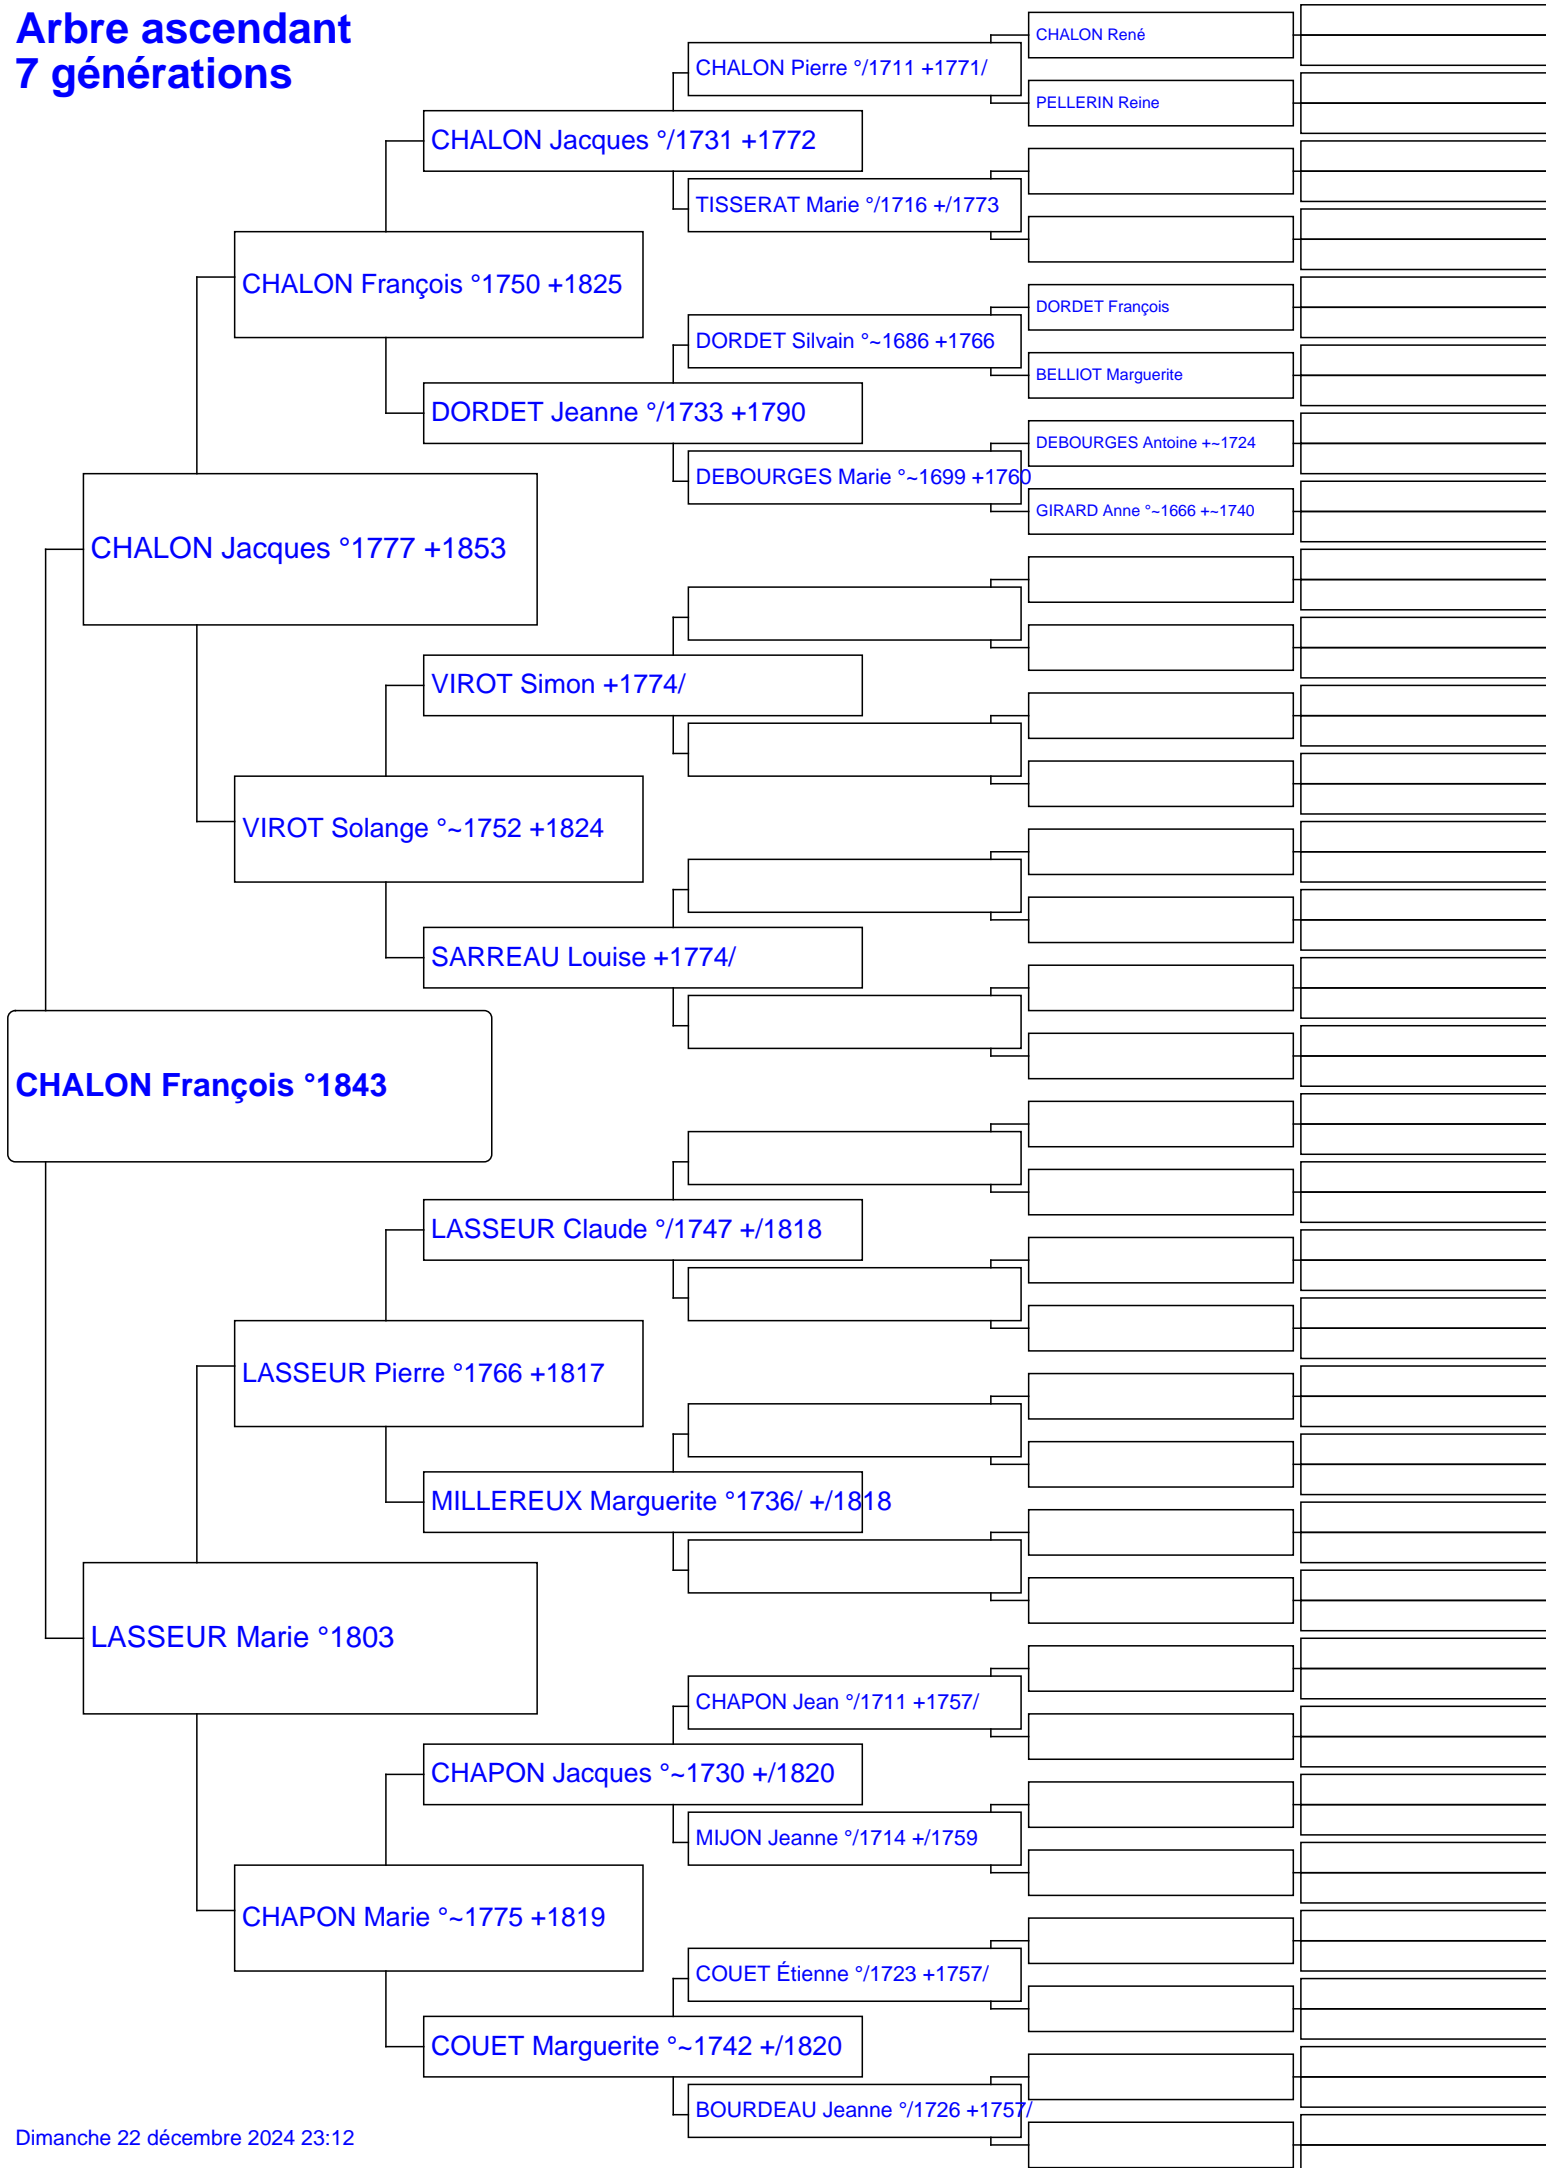 Arbre ascendant
7 générations
CHALON René
CHALON Pierre °/1711 +1771/
PELLERIN Reine
CHALON Jacques °/1731 +1772
TISSERAT Marie °/1716 +/1773
CHALON François °1750 +1825
DORDET François
DORDET Silvain °~1686 +1766
BELLIOT Marguerite
DORDET Jeanne °/1733 +1790
DEBOURGES Antoine +~1724
DEBOURGES Marie °~1699 +1760
GIRARD Anne °~1666 +~1740
CHALON Jacques °1777 +1853
VIROT Simon +1774/
VIROT Solange °~1752 +1824
SARREAU Louise +1774/
CHALON François °1843
LASSEUR Claude °/1747 +/1818
LASSEUR Pierre °1766 +1817
MILLEREUX Marguerite °1736/ +/1818
LASSEUR Marie °1803
CHAPON Jean °/1711 +1757/
CHAPON Jacques °~1730 +/1820
MIJON Jeanne °/1714 +/1759
CHAPON Marie °~1775 +1819
COUET Étienne °/1723 +1757/
COUET Marguerite °~1742 +/1820
BOURDEAU Jeanne °/1726 +1757/
Dimanche 22 décembre 2024 23:12